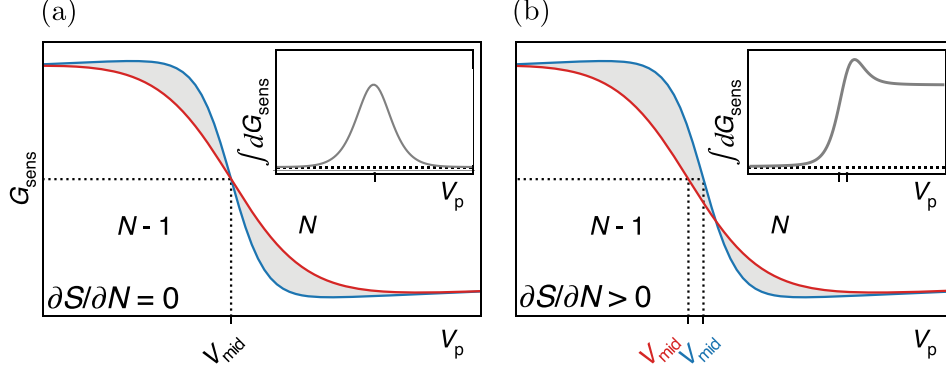 (a)
G_sens
∫dG_sens
V_p
N - 1
N
∂S/∂N = 0
V_p
V_mid
(b)
∫dG_sens
V_p
N - 1
N
∂S/∂N > 0
V_p
V_mid V_mid